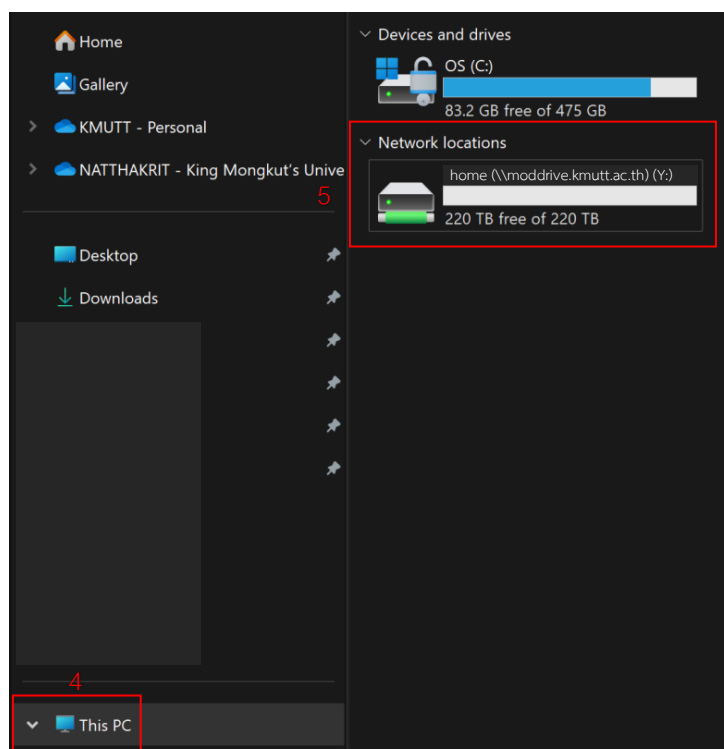 Home
Gallery
KMUTT - Personal
NATTHAKRIT - King Mongkut's Unive
5
Desktop
Downloads
4
This PC
Devices and drives
OS (C:)
83.2 GB free of 475 GB
Network locations
home (\\moddrive.kmutt.ac.th) (Y:)
220 TB free of 220 TB